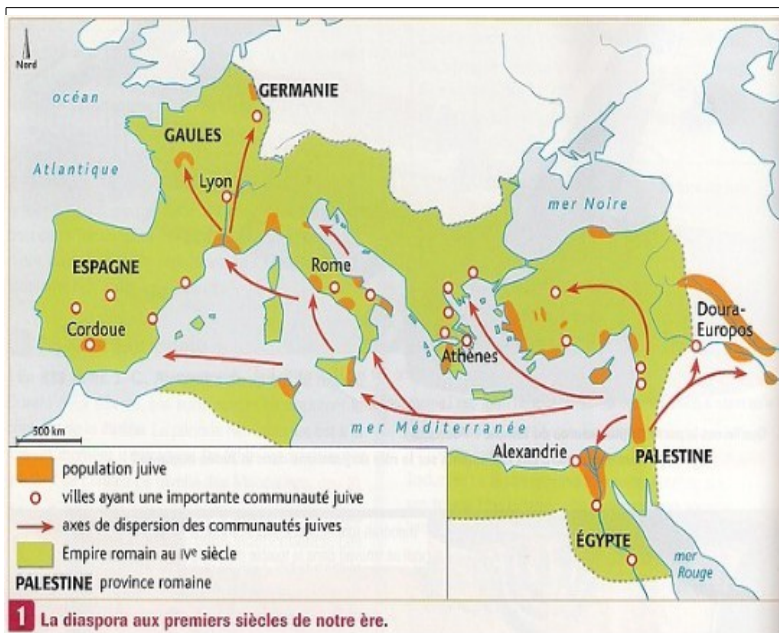 Nord
océan
Atlantique
GERMANIE
GAULES
Lyon
mer Noire
ESPAGNE
Rome
Cordoue
Athènes
Doura-
Europos
mer Méditerranée
500 km
Alexandrie
PALESTINE
ÉGYPTE
mer
Rouge
population juive
villes ayant une importante communauté juive
axes de dispersion des communautés juives
Empire romain au IVe siècle
PALESTINE province romaine
1 La diaspora aux premiers siècles de notre ère.